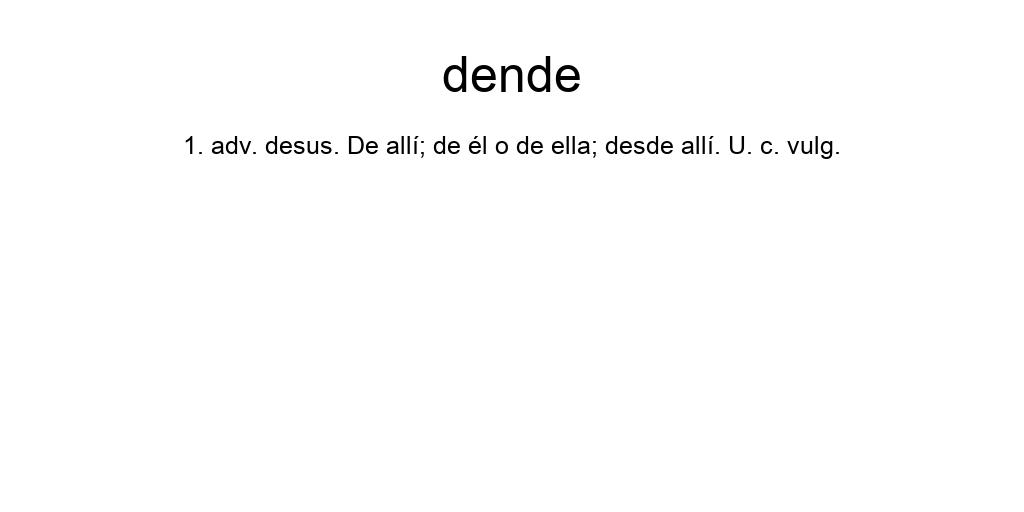 dende
1. adv. desus. De allí; de él o de ella; desde allí. U. c. vulg.